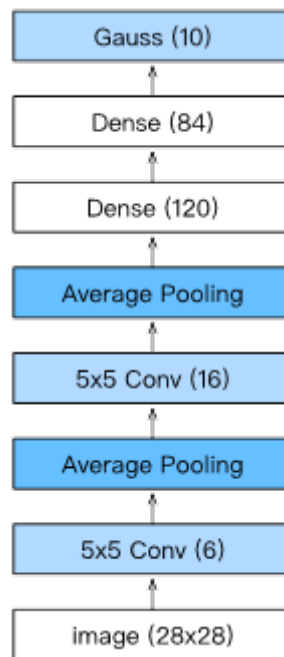 Gauss (10)
Dense (84)
Dense (120)
Average Pooling
5x5 Conv (16)
Average Pooling
5x5 Conv (6)
image (28x28)